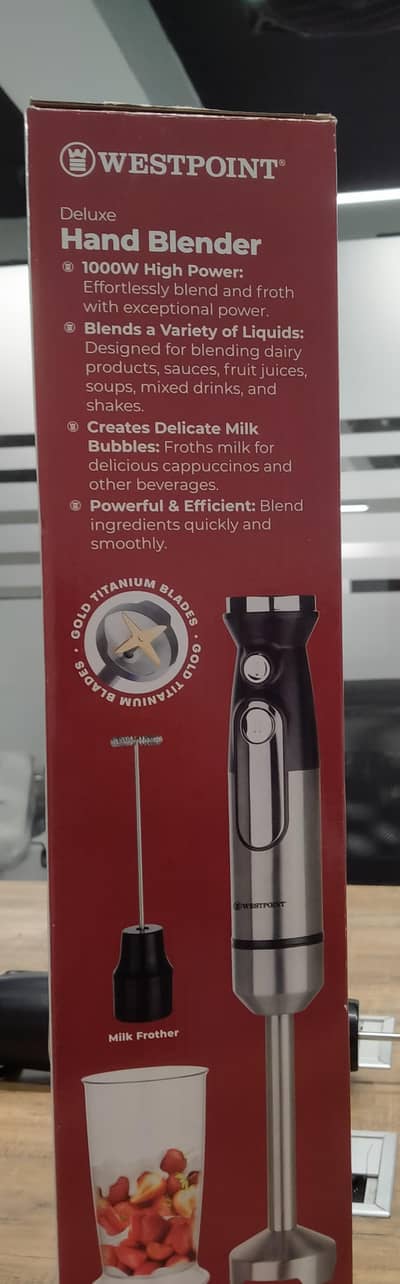 WESTPOINT®
Deluxe
Hand Blender
1000W High Power:
Effortlessly blend and froth
with exceptional power.
Blends a Variety of Liquids:
Designed for blending dairy
products, sauces, fruit juices,
soups, mixed drinks, and
shakes.
Creates Delicate Milk
Bubbles: Froths milk for
delicious cappuccinos and
other beverages.
Powerful & Efficient: Blend
ingredients quickly and
smoothly.
GOLD TITANIUM BLADES • GOLD TITANIUM BLADES •
WESTPOINT
Milk Frother